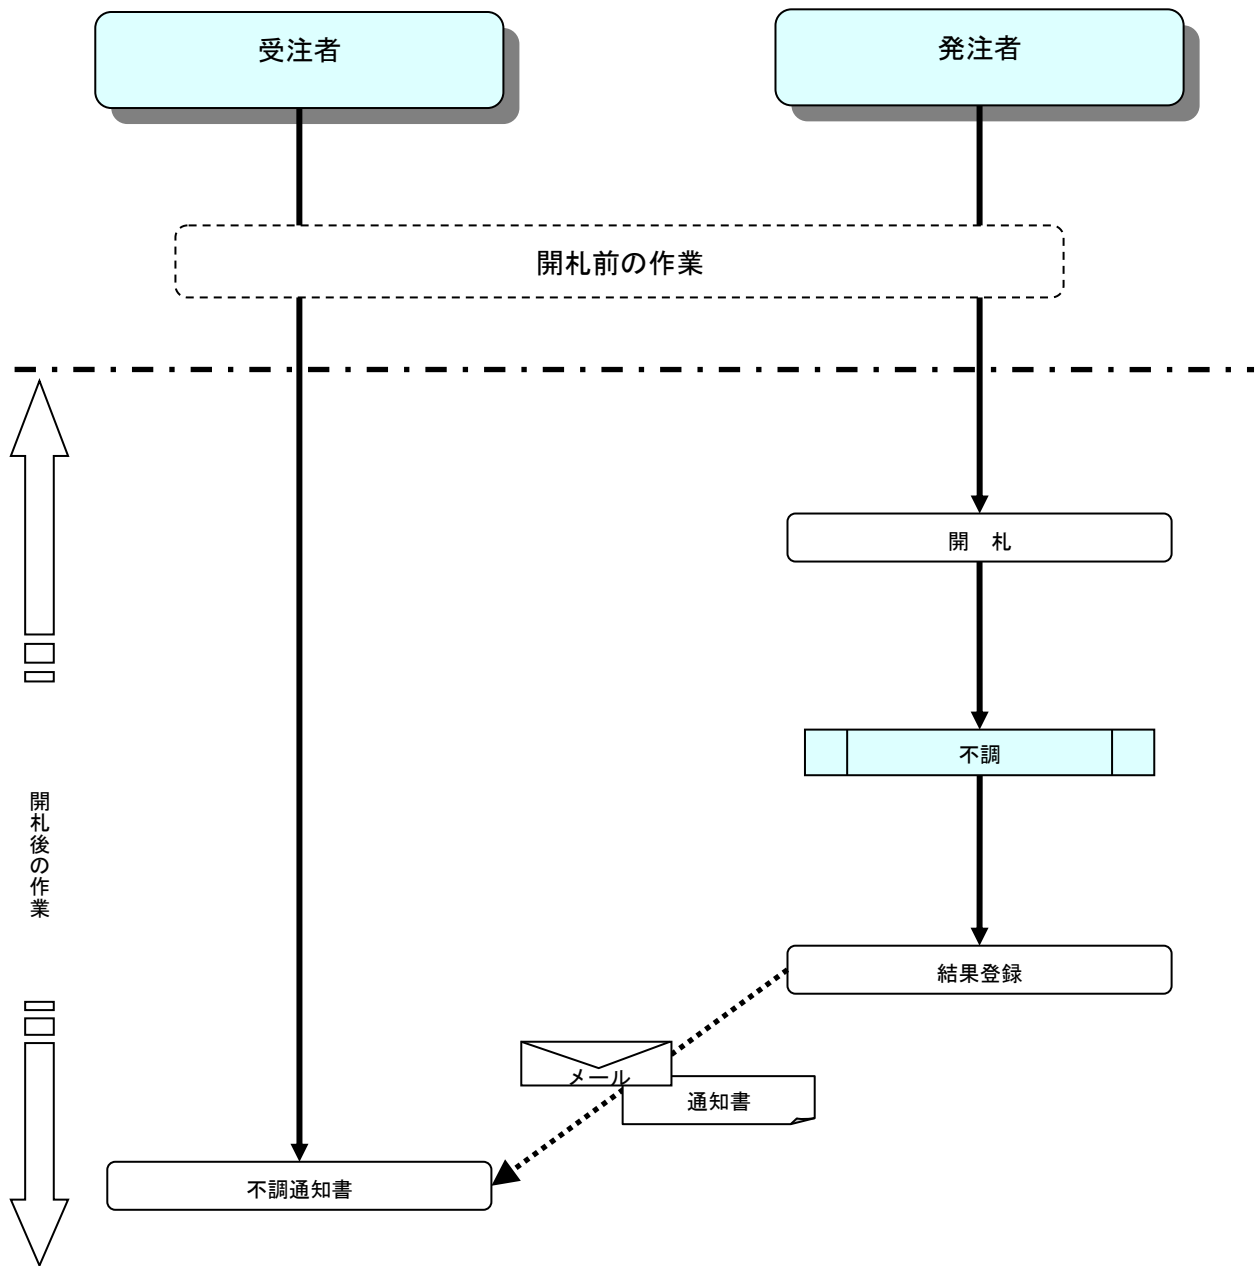 受注者
発注者
開札前の作業
開　札
不調
開札後の作業
結果登録
メール
通知書
不調通知書